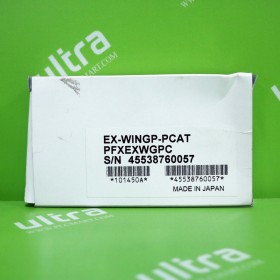 ultra
EX-WINGP-PCAT
PFXEXWGPC
S/N 45538760057
*101450A* *45538760057*
MADE IN JAPAN